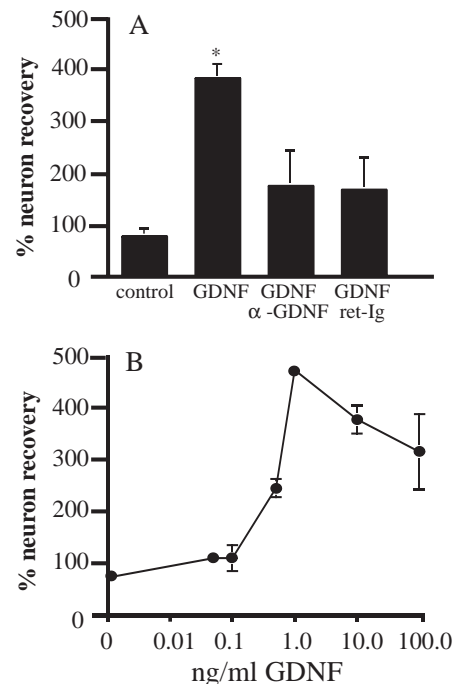 A
% neuron recovery
500
400
300
200
100
0
*
control GDNF GDNF GDNF
α -GDNF ret-Ig
B
% neuron recovery
500
400
300
200
100
0
0 0.01 0.1 1.0 10.0 100.0
ng/ml GDNF